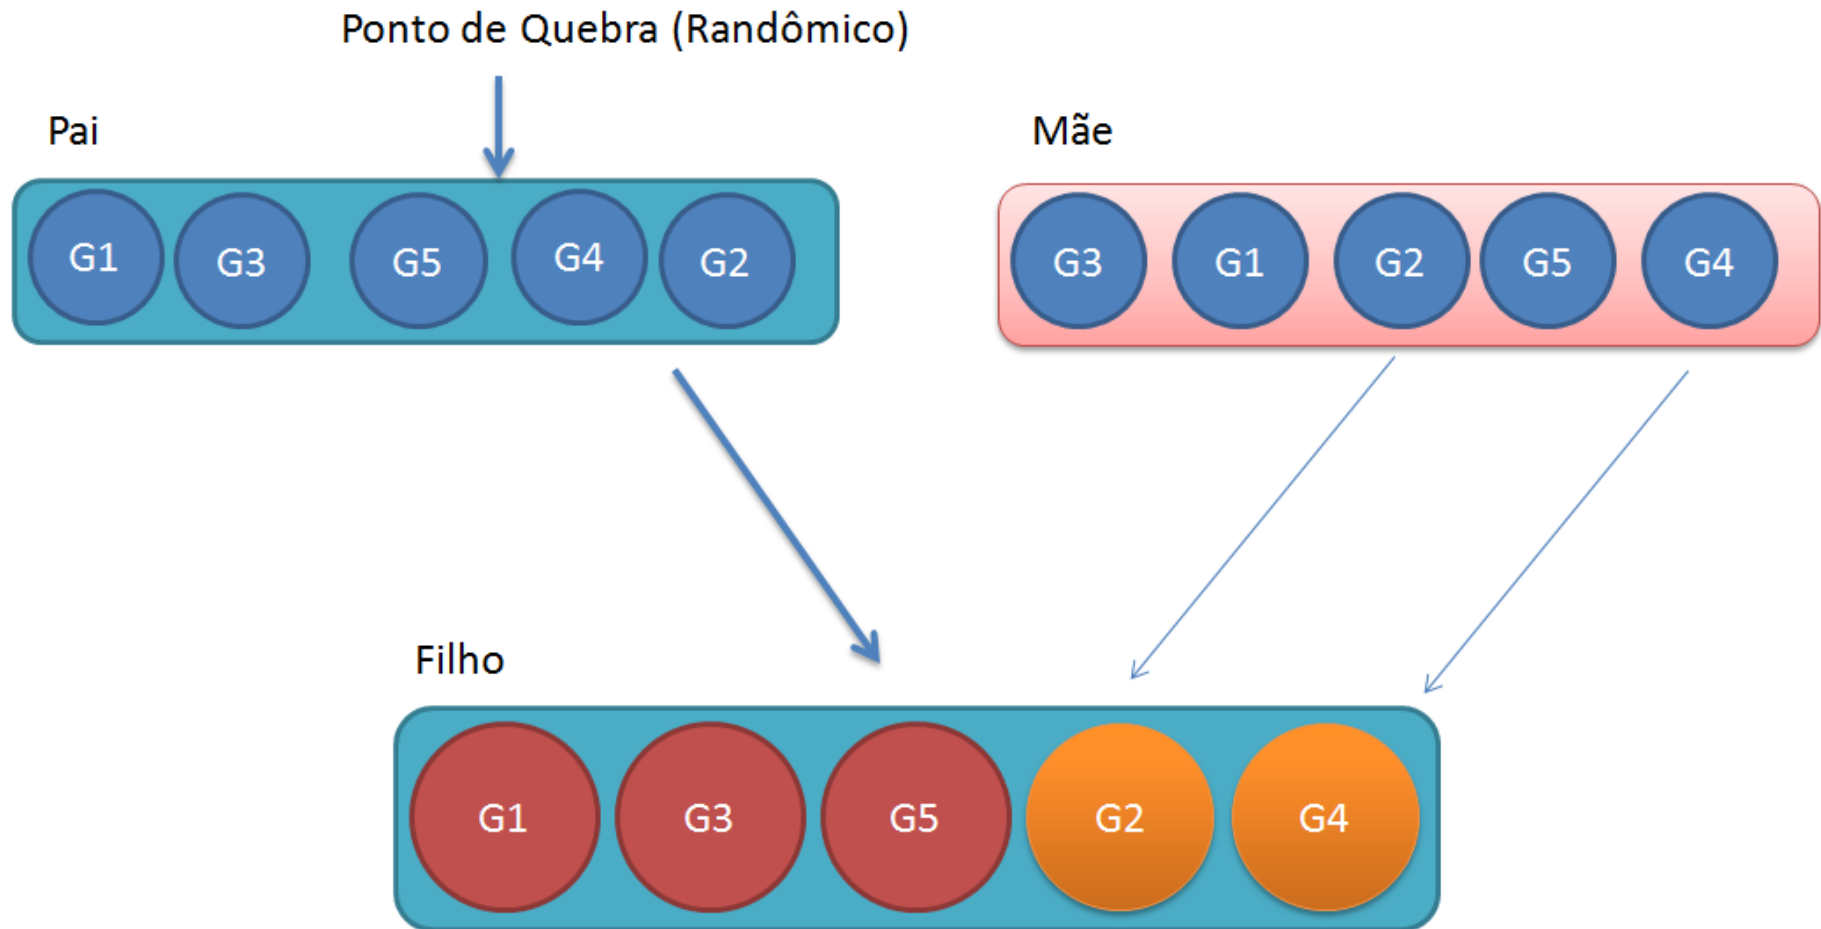 Ponto de Quebra (Randômico)
Pai
Mãe
G1 G3 G5 G4 G2
G3 G1 G2 G5 G4
Filho
G1 G3 G5 G2 G4